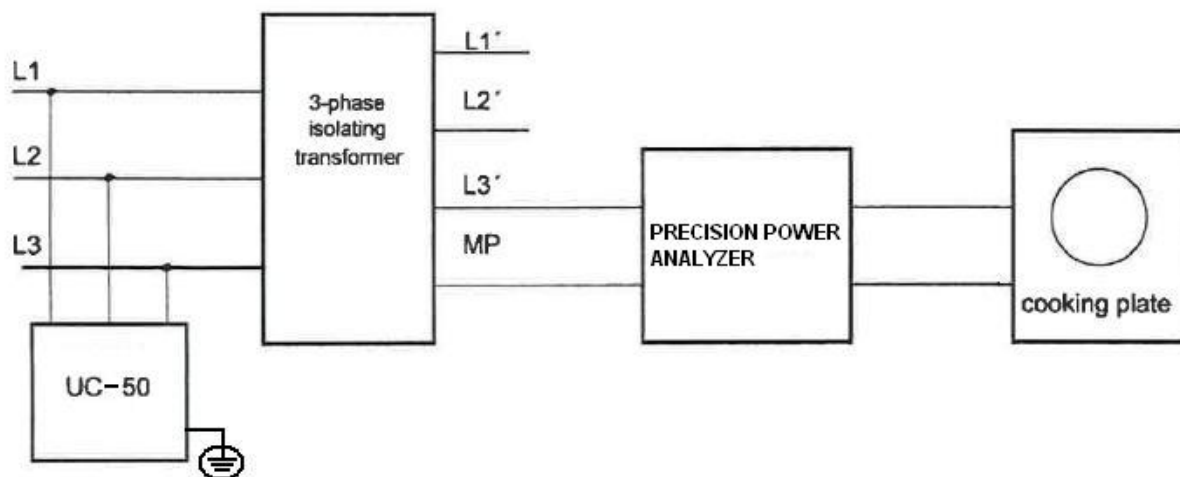 L1
L2
L3
UC-50
3-phase
isolating
transformer
L1´
L2´
L3´
MP
PRECISION POWER
ANALYZER
cooking plate